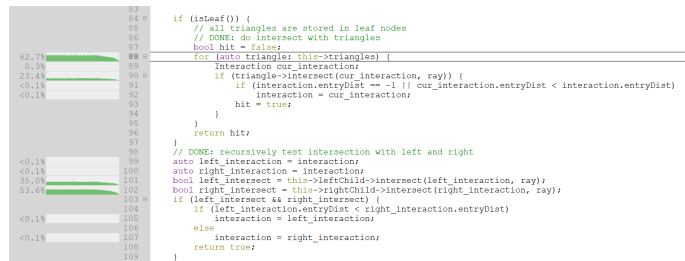 83
84 if (isLeaf()) {
85 // all triangles are stored in leaf nodes
86 // DONE: do intersect with triangles
87 bool hit = false;
62.7% 88 for (auto triangle: this->triangles) {
0.3% 89 Interaction cur_interaction;
23.4% 90 if (triangle->intersect(cur_interaction, ray)) {
<0.1% 91 if (interaction.entryDist == -1 || cur_interaction.entryDist < interaction.entryDist)
<0.1% 92 interaction = cur_interaction;
93 hit = true;
94 }
95 }
96 return hit;
97 }
98 // DONE: recursively test intersection with left and right
<0.1% 99 auto left_interaction = interaction;
<0.1% 100 auto right_interaction = interaction;
35.0% 101 bool left_intersect = this->leftChild->intersect(left_interaction, ray);
53.6% 102 bool right_intersect = this->rightChild->intersect(right_interaction, ray);
103 if (left_intersect && right_intersect) {
104 if (left_interaction.entryDist < right_interaction.entryDist)
<0.1% 105 interaction = left_interaction;
106 else
<0.1% 107 interaction = right_interaction;
108 return true;
109 }